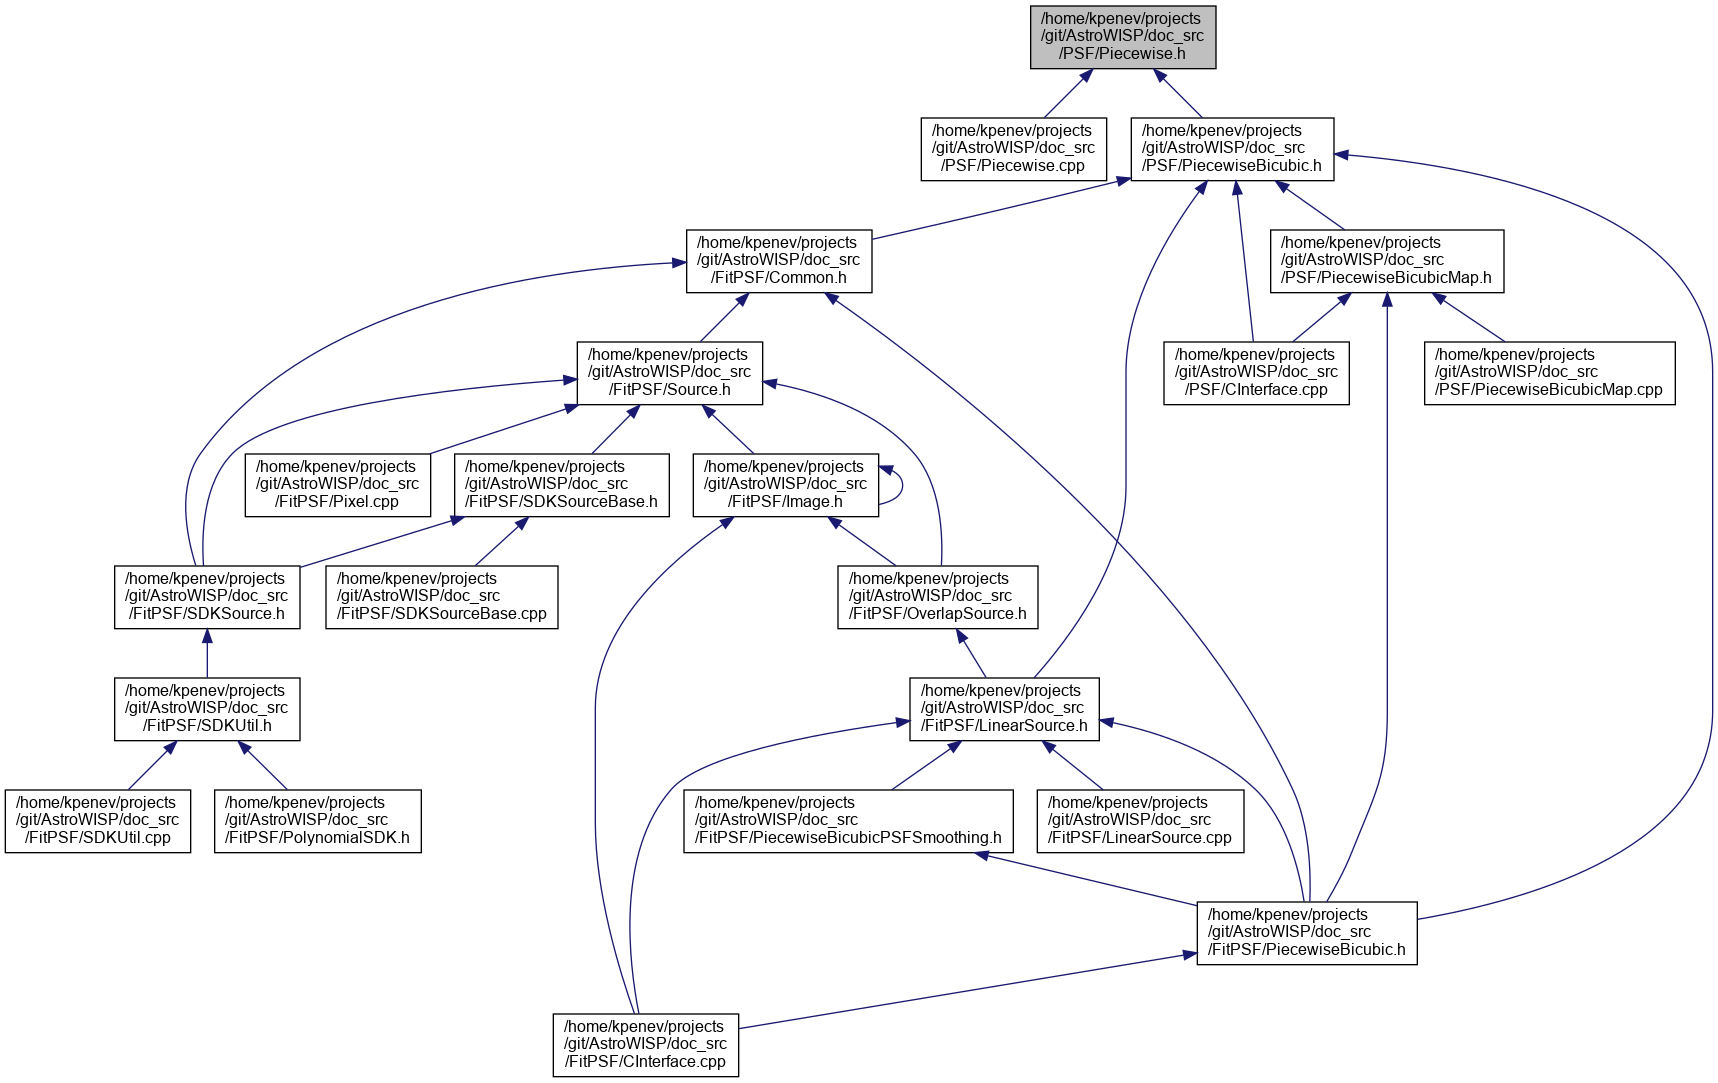 /home/kpenev/projects
/git/AstroWISP/doc_src
/PSF/Piecewise.h
/home/kpenev/projects
/git/AstroWISP/doc_src
/PSF/Piecewise.cpp
/home/kpenev/projects
/git/AstroWISP/doc_src
/PSF/PiecewiseBicubic.h
/home/kpenev/projects
/git/AstroWISP/doc_src
/FitPSF/Common.h
/home/kpenev/projects
/git/AstroWISP/doc_src
/PSF/PiecewiseBicubicMap.h
/home/kpenev/projects
/git/AstroWISP/doc_src
/FitPSF/Source.h
/home/kpenev/projects
/git/AstroWISP/doc_src
/PSF/CInterface.cpp
/home/kpenev/projects
/git/AstroWISP/doc_src
/PSF/PiecewiseBicubicMap.cpp
/home/kpenev/projects
/git/AstroWISP/doc_src
/FitPSF/Pixel.cpp
/home/kpenev/projects
/git/AstroWISP/doc_src
/FitPSF/SDKSourceBase.h
/home/kpenev/projects
/git/AstroWISP/doc_src
/FitPSF/Image.h
/home/kpenev/projects
/git/AstroWISP/doc_src
/FitPSF/SDKSource.h
/home/kpenev/projects
/git/AstroWISP/doc_src
/FitPSF/SDKSourceBase.cpp
/home/kpenev/projects
/git/AstroWISP/doc_src
/FitPSF/OverlapSource.h
/home/kpenev/projects
/git/AstroWISP/doc_src
/FitPSF/SDKUtil.h
/home/kpenev/projects
/git/AstroWISP/doc_src
/FitPSF/LinearSource.h
/home/kpenev/projects
/git/AstroWISP/doc_src
/FitPSF/SDKUtil.cpp
/home/kpenev/projects
/git/AstroWISP/doc_src
/FitPSF/PolynomialSDK.h
/home/kpenev/projects
/git/AstroWISP/doc_src
/FitPSF/PiecewiseBicubicPSFSmoothing.h
/home/kpenev/projects
/git/AstroWISP/doc_src
/FitPSF/LinearSource.cpp
/home/kpenev/projects
/git/AstroWISP/doc_src
/FitPSF/PiecewiseBicubic.h
/home/kpenev/projects
/git/AstroWISP/doc_src
/FitPSF/CInterface.cpp